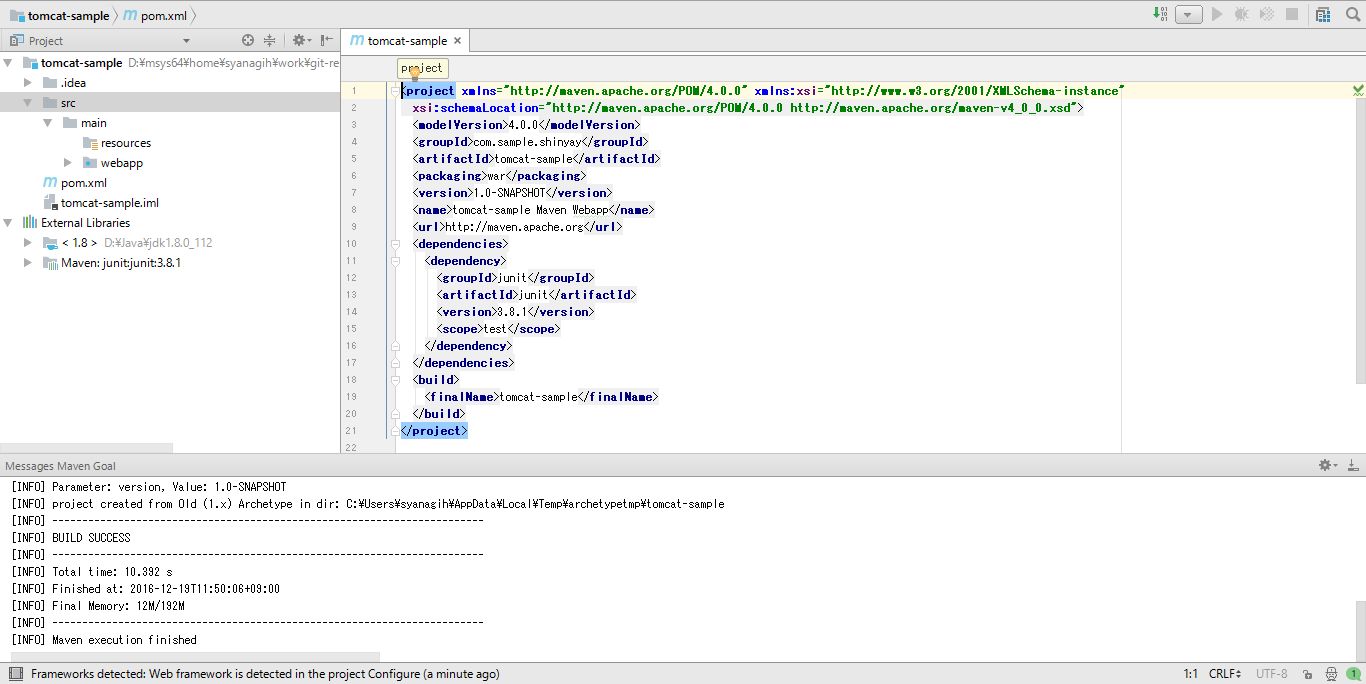 tomcat-sample pom.xml
Project
tomcat-sample ×
tomcat-sample D:¥msys64¥home¥syanagih¥work¥git-re
.idea
src
main
resources
webapp
pom.xml
tomcat-sample.iml
External Libraries
< 1.8 > D:¥Java¥jdk1.8.0_112
Maven: junit:junit:3.8.1
project
1 <project xmlns="http://maven.apache.org/POM/4.0.0" xmlns:xsi="http://www.w3.org/2001/XMLSchema-instance"
2 xsi:schemaLocation="http://maven.apache.org/POM/4.0.0 http://maven.apache.org/maven-v4_0_0.xsd">
3 <modelVersion>4.0.0</modelVersion>
4 <groupId>com.sample.shinyay</groupId>
5 <artifactId>tomcat-sample</artifactId>
6 <packaging>war</packaging>
7 <version>1.0-SNAPSHOT</version>
8 <name>tomcat-sample Maven Webapp</name>
9 <url>http://maven.apache.org</url>
10 <dependencies>
11 <dependency>
12 <groupId>junit</groupId>
13 <artifactId>junit</artifactId>
14 <version>3.8.1</version>
15 <scope>test</scope>
16 </dependency>
17 </dependencies>
18 <build>
19 <finalName>tomcat-sample</finalName>
20 </build>
21 </project>
22
Messages Maven Goal
[INFO] Parameter: version, Value: 1.0-SNAPSHOT
[INFO] project created from Old (1.x) Archetype in dir: C:¥Users¥syanagih¥AppData¥Local¥Temp¥archetypetmp¥tomcat-sample
[INFO] ------------------------------------------------------------------------
[INFO] BUILD SUCCESS
[INFO] ------------------------------------------------------------------------
[INFO] Total time: 10.392 s
[INFO] Finished at: 2016-12-19T11:50:06+09:00
[INFO] Final Memory: 12M/192M
[INFO] ------------------------------------------------------------------------
[INFO] Maven execution finished
Frameworks detected: Web framework is detected in the project Configure (a minute ago)
1:1 CRLF UTF-8 1